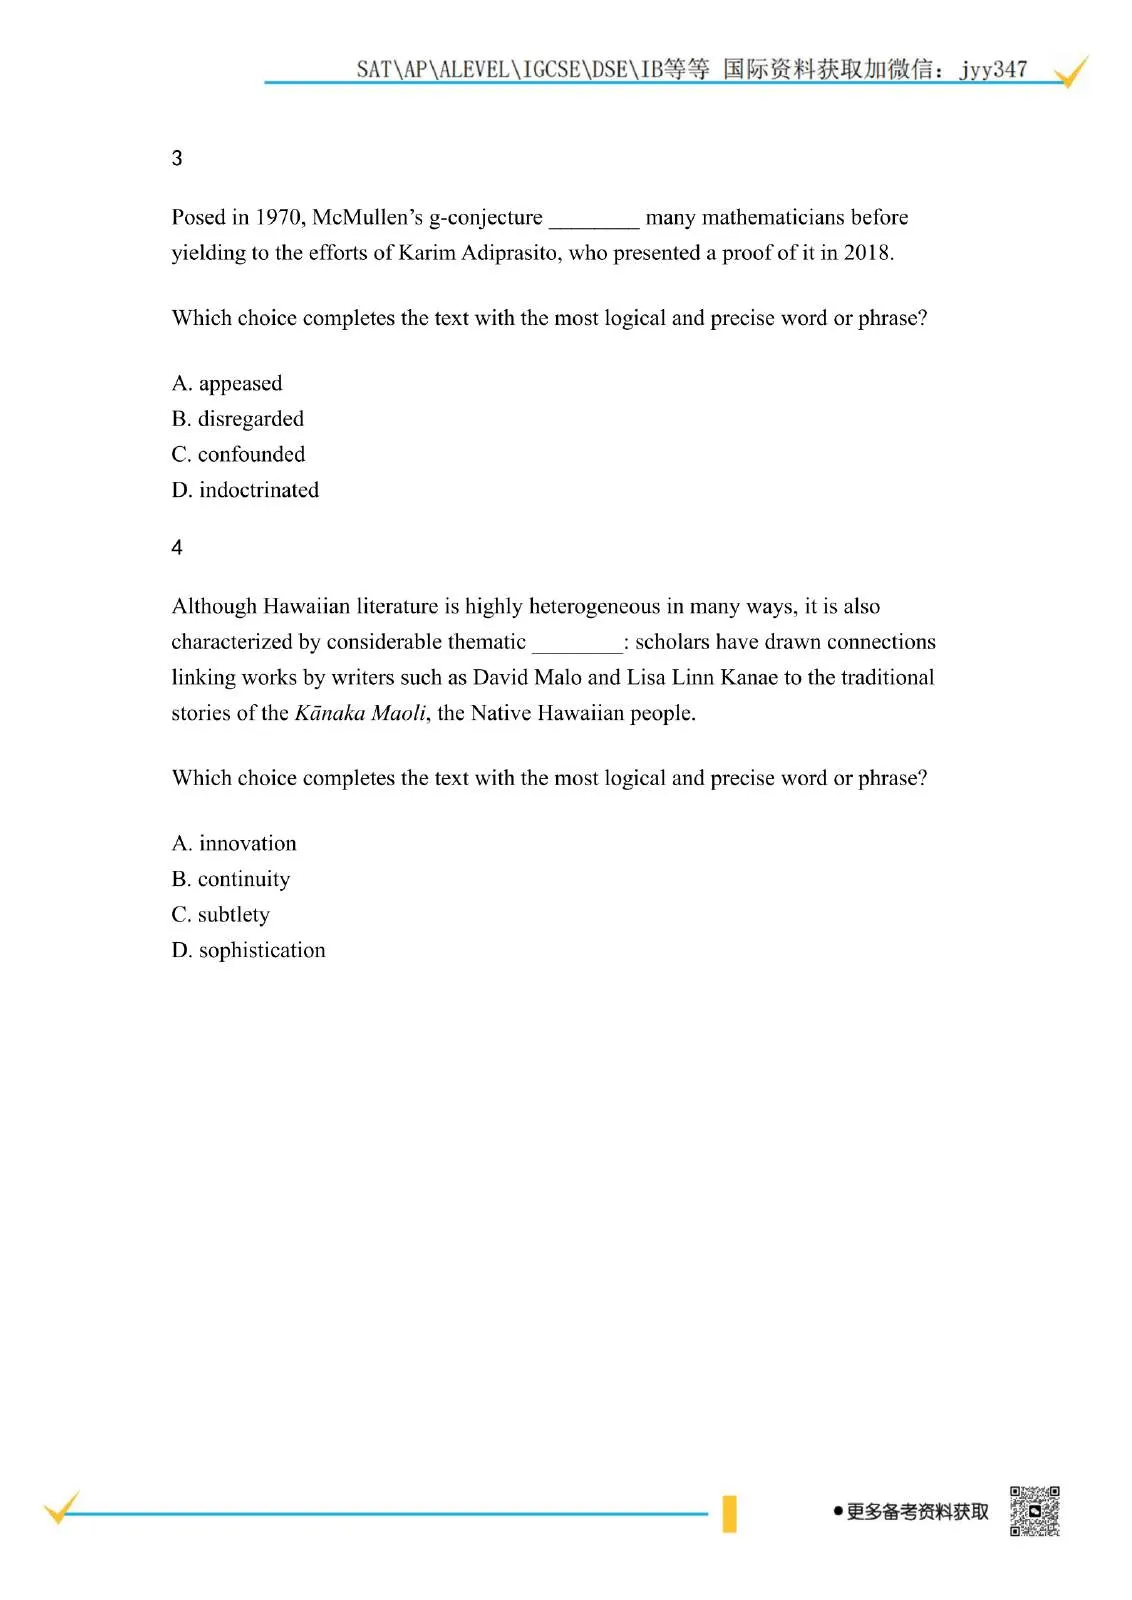 SAT\AP\ALEVEL\IGCSE\DSE\IB等等 国际资料获取加微信：jyy347
3
Posed in 1970, McMullen’s g-conjecture ________ many mathematicians before
yielding to the efforts of Karim Adiprasito, who presented a proof of it in 2018.
Which choice completes the text with the most logical and precise word or phrase?
A. appeased
B. disregarded
C. confounded
D. indoctrinated
4
Although Hawaiian literature is highly heterogeneous in many ways, it is also
characterized by considerable thematic ________: scholars have drawn connections
linking works by writers such as David Malo and Lisa Linn Kanae to the traditional
stories of the Kānaka Maoli, the Native Hawaiian people.
Which choice completes the text with the most logical and precise word or phrase?
A. innovation
B. continuity
C. subtlety
D. sophistication
●更多备考资料获取